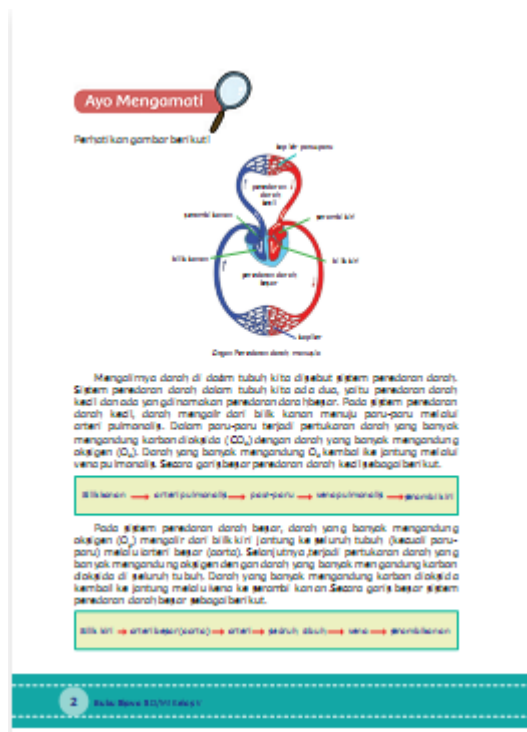 Ayo Mengamati
Perhatikan gambar berikut!
kapiler paru-paru
peredaran
darah
kecil
serambi kanan
serambi kiri
bilik kanan
bilik kiri
peredaran darah
besar
kapiler
Organ Peredaran darah manusia
Mengalirnya darah di dalam tubuh kita disebut sistem peredaran darah.
Sistem peredaran darah dalam tubuh kita ada dua, yaitu peredaran darah
kecil dan ada yang dinamakan peredaran darah besar. Pada sistem peredaran
darah kecil, darah mengalir dari bilik kanan menuju paru-paru melalui
arteri pulmonalis. Dalam paru-paru terjadi pertukaran darah yang banyak
mengandung karbondioksida (CO₂) dengan darah yang banyak mengandung
oksigen (O₂). Darah yang banyak mengandung O₂ kembali ke jantung melalui
vena pulmonalis. Secara garis besar peredaran darah kecil sebagai berikut.
Bilik kanan → arteri pulmonalis → paru-paru → vena pulmonalis → serambi kiri
Pada sistem peredaran darah besar, darah yang banyak mengandung
oksigen (O₂) mengalir dari bilik kiri jantung ke seluruh tubuh (kecuali paru-
paru) melalui arteri besar (aorta). Selanjutnya,terjadi pertukaran darah yang
banyak mengandung oksigen dengan darah yang banyak mengandung karbon
dioksida di seluruh tubuh. Darah yang banyak mengandung karbon dioksida
kembali ke jantung melalui vena ke serambi kanan Secara garis besar sistem
peredaran darah besar sebagai berikut.
Bilik kiri → arteri besar(aorta) → arteri → seluruh tubuh → vena → serambi kanan
2 Buku Siswa SD/MI Kelas V